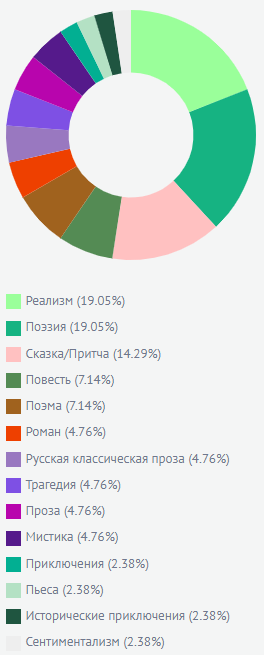 Реализм (19.05%)
Поэзия (19.05%)
Сказка/Притча (14.29%)
Повесть (7.14%)
Поэма (7.14%)
Роман (4.76%)
Русская классическая проза (4.76%)
Трагедия (4.76%)
Проза (4.76%)
Мистика (4.76%)
Приключения (2.38%)
Пьеса (2.38%)
Исторические приключения (2.38%)
Сентиментализм (2.38%)